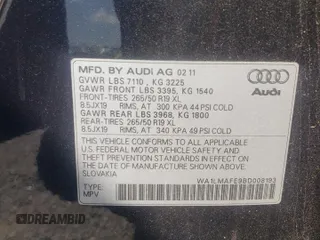 MFD. BY AUDI AG 02 11
GVWR LBS 7110, KG 3225
GAWR FRONT LBS 3395, KG 1540
FRONT-TIRES 265/50 R19 XL
8.5JX19 RIMS, AT 300 KPA 44 PSI COLD
GAWR REAR LBS 3968, KG 1800
REAR-TIRES 265/50 R19 XL
8.5JX19 RIMS, AT 340 KPA 49 PSI COLD
THIS VEHICLE CONFORMS TO ALL APPLICABLE
U.S. FEDERAL MOTOR VEHICLE SAFETY STANDARDS
IN EFFECT ON THE DATE OF MANUFACTURE
SHOWN ABOVE.
SLOVAKIA
TYPE:
MPV
Audi
DREAMBID